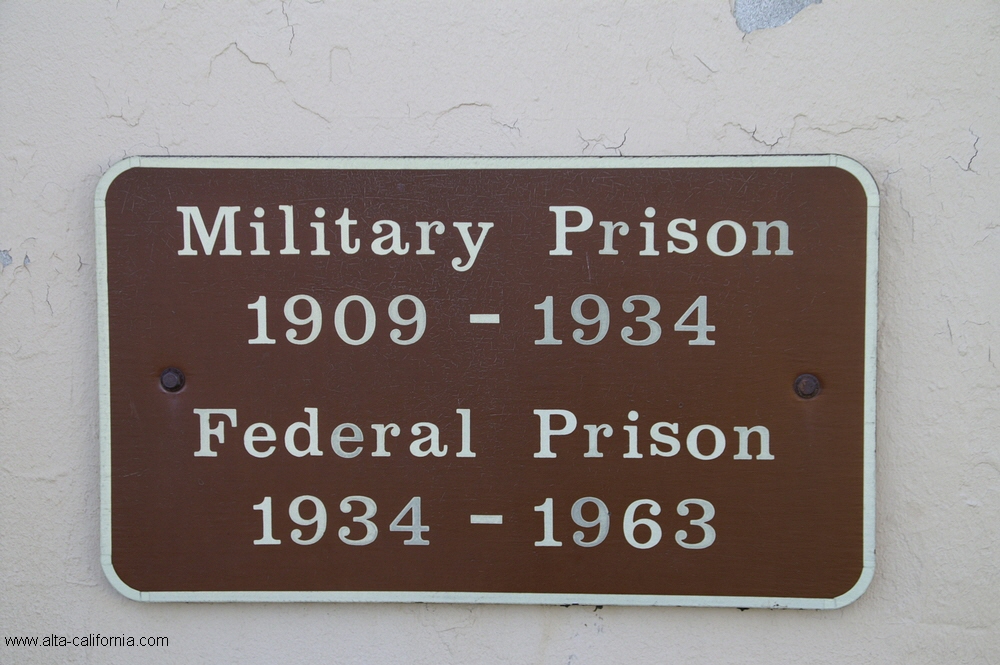 Military Prison
1909 - 1934
Federal Prison
1934 - 1963
www.alta-california.com